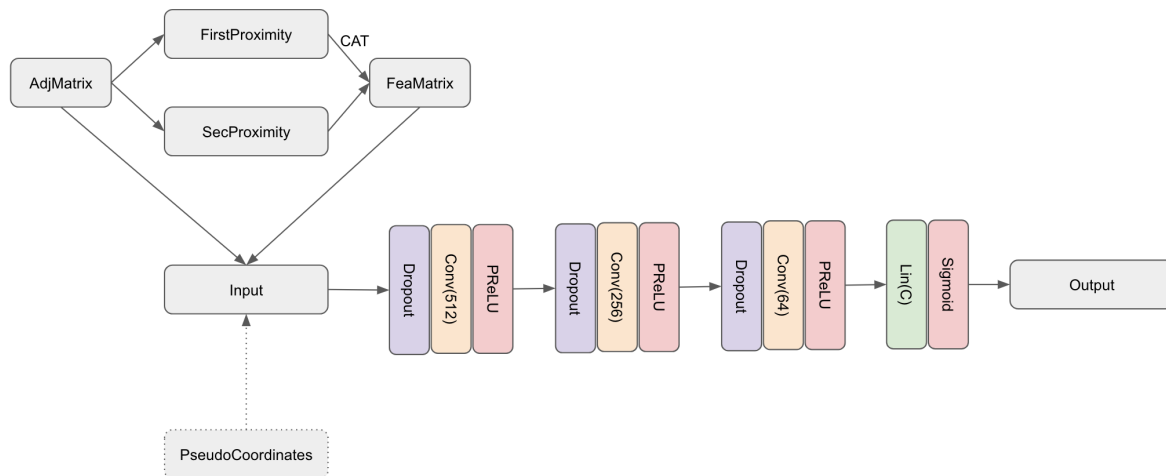 FirstProximity
CAT
AdjMatrix
FeaMatrix
SecProximity
Input
Dropout
Conv(512)
PReLU
Dropout
Conv(256)
PReLU
Dropout
Conv(64)
PReLU
Lin(C)
Sigmoid
Output
PseudoCoordinates